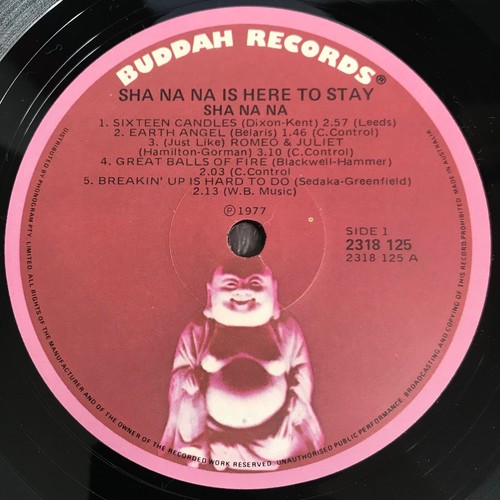 BUDDAH RECORDS®
SHA NA NA IS HERE TO STAY
SHA NA NA
1. SIXTEEN CANDLES (Dixon-Kent) 2:57 (Leeds)
2. EARTH ANGEL (Belaris) 1.46 (C.Control)
3. (Just Like) ROMEO & JULIET
(Hamilton-Gorman) 3.10 (C.Control)
4. GREAT BALLS OF FIRE (Blackwell-Hammer)
2.03 (C.Control
5. BREAKIN' UP IS HARD TO DO (Sedaka-Greenfield)
2.13 (W.B. Music)
℗ 1977
SIDE 1
2318 125
2318 125 A
DISTRIBUTED BY PHONOGRAM PTY. LIMITED. ALL RIGHTS OF THE MANUFACTURER AND OF THE OWNER OF THE RECORDED WORK RESERVED. UNAUTHORISED PUBLIC PERFORMANCE, BROADCASTING AND COPYING OF THIS RECORD PROHIBITED. MADE IN AUSTRALIA